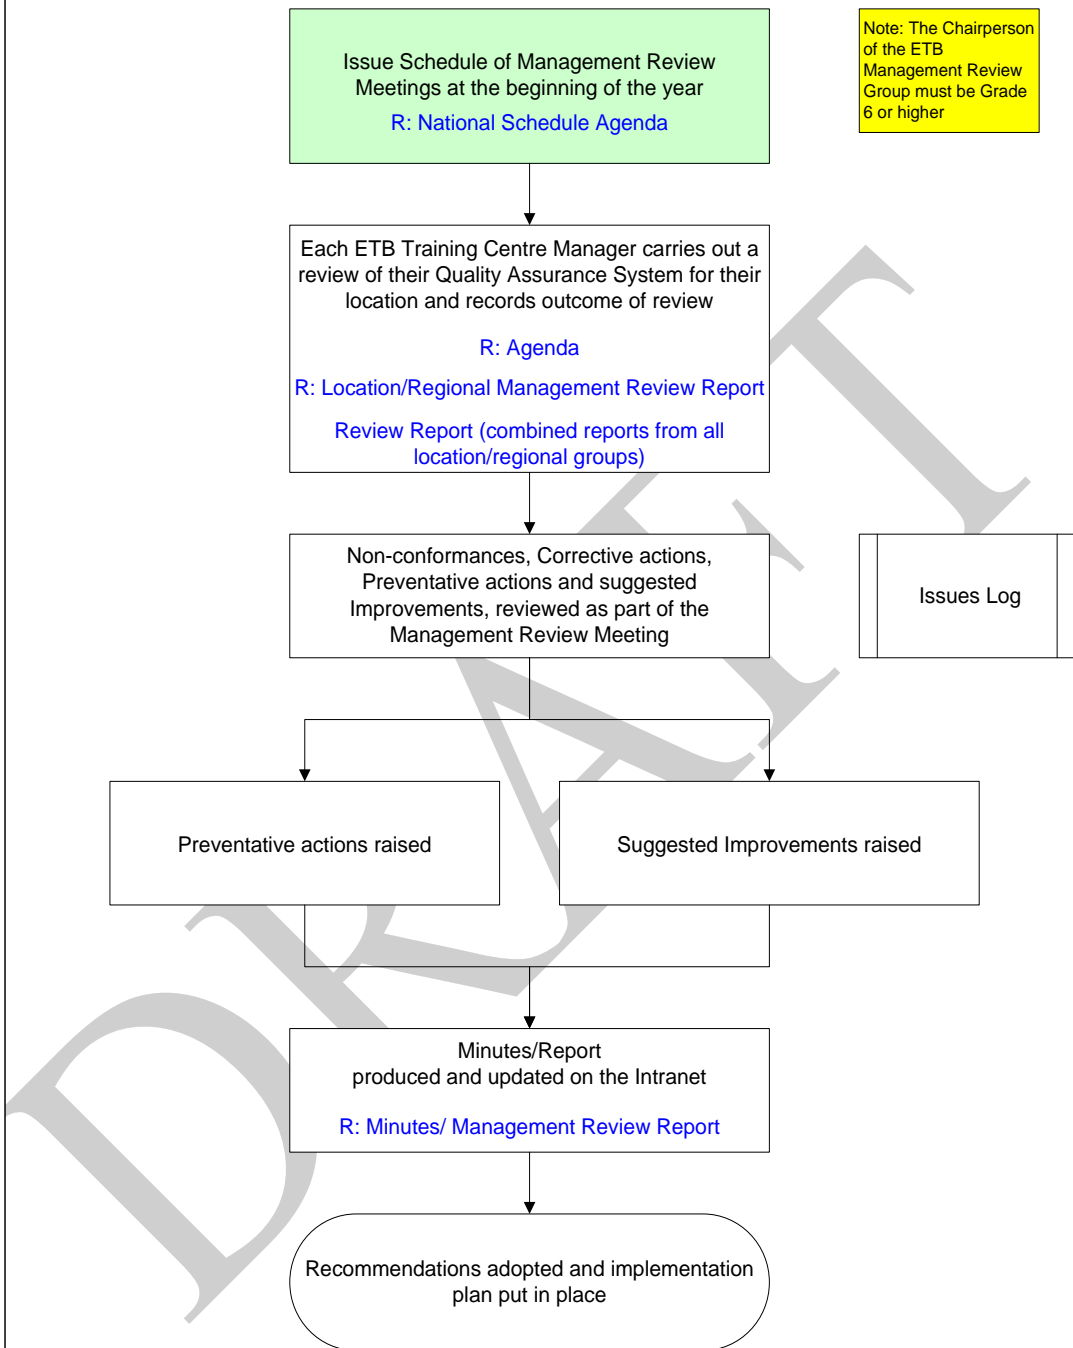 Issue Schedule of Management Review
Meetings at the beginning of the year
R: National Schedule Agenda
Note: The Chairperson
of the ETB
Management Review
Group must be Grade
6 or higher
Each ETB Training Centre Manager carries out a
review of their Quality Assurance System for their
location and records outcome of review
R: Agenda
R: Location/Regional Management Review Report
Review Report (combined reports from all
location/regional groups)
Non-conformances, Corrective actions,
Preventative actions and suggested
Improvements, reviewed as part of the
Management Review Meeting
Issues Log
Preventative actions raised
Suggested Improvements raised
Minutes/Report
produced and updated on the Intranet
R: Minutes/ Management Review Report
Recommendations adopted and implementation
plan put in place
DRAFT